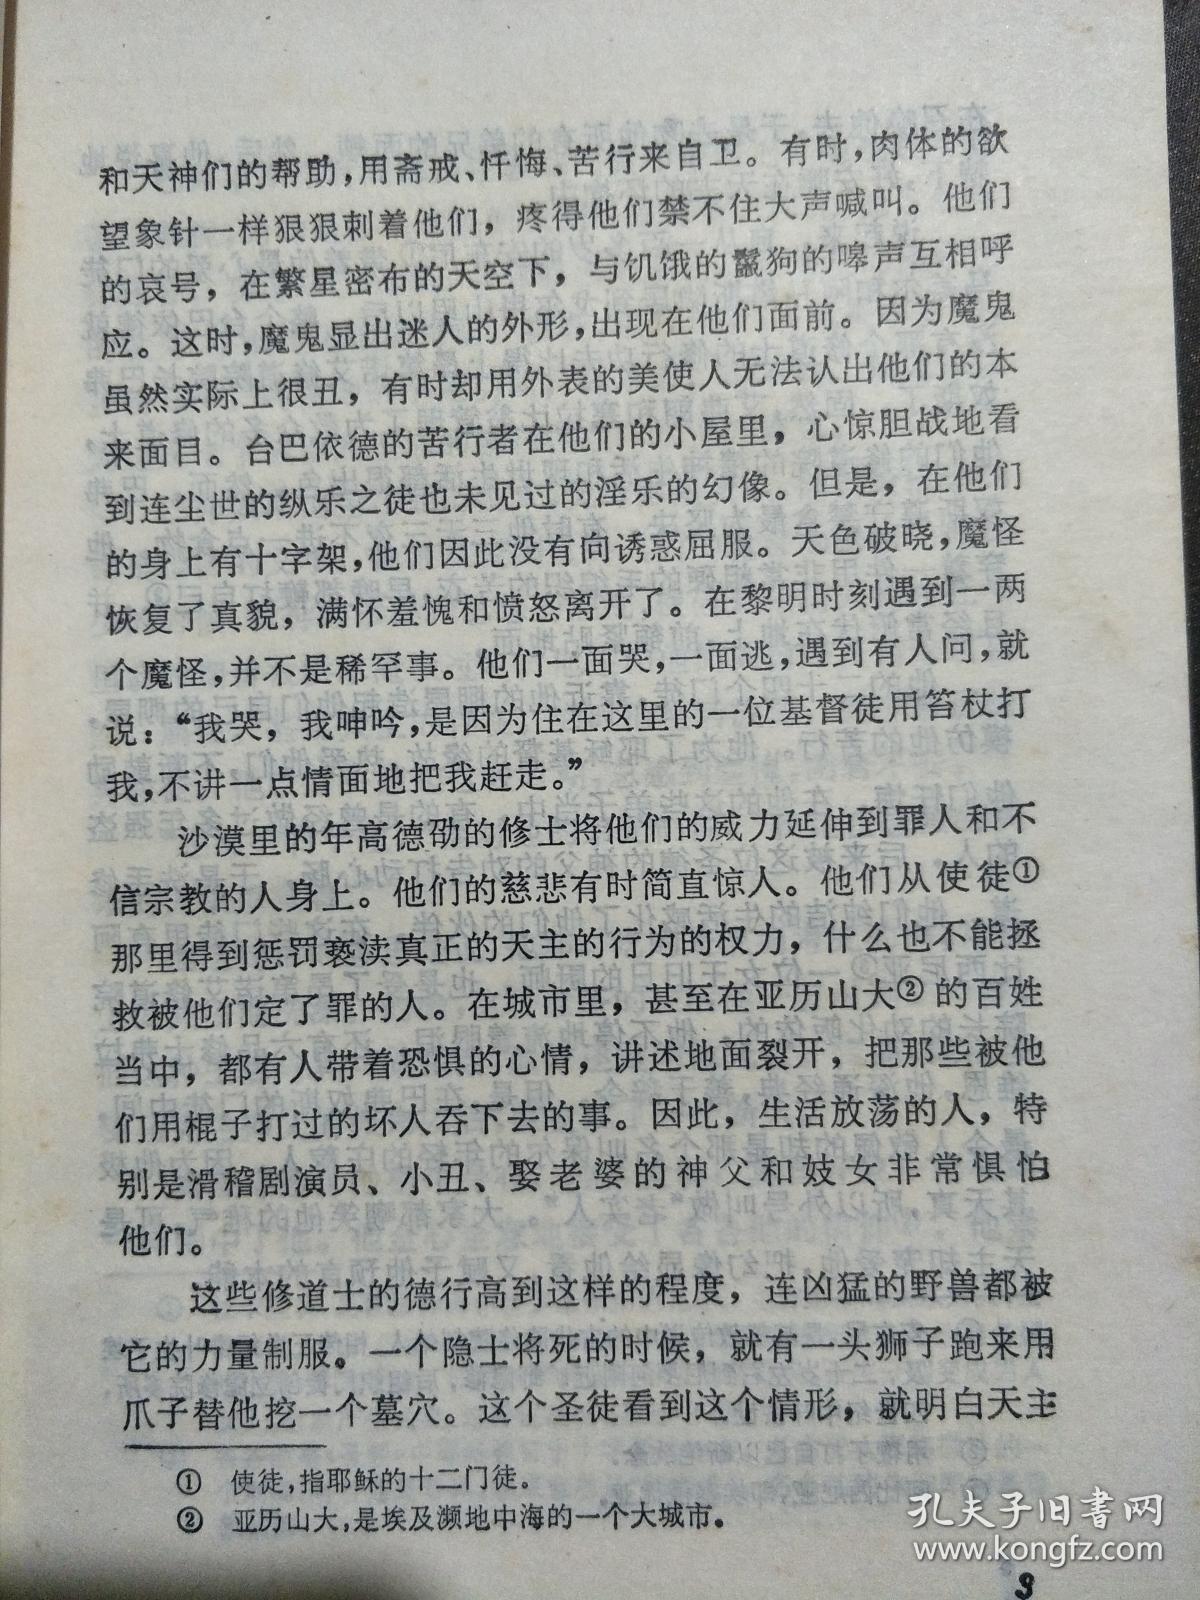 和天神们的帮助，用斋戒、忏悔、苦行来自卫。有时，肉体的欲
望象针一样狠狠刺着他们，疼得他们禁不住大声喊叫。他们
的哀号，在繁星密布的天空下，与饥饿的鬣狗的嗥声互相呼
应。这时，魔鬼显出迷人的外形，出现在他们面前。因为魔鬼
虽然实际上很丑，有时却用外表的美使人无法认出他们的本
来面目。台巴依德的苦行者在他们的小屋里，心惊胆战地看
到连尘世的纵乐之徒也未见过的淫乐的幻像。但是，在他们
的身上有十字架，他们因此没有向诱惑屈服。天色破晓，魔怪
恢复了真貌，满怀羞愧和愤怒离开了。在黎明时刻遇到一两
个魔怪，并不是稀罕事。他们一面哭，一面逃，遇到有人问，就
说：“我哭，我呻吟，是因为住在这里的一位基督徒用笞杖打
我，不讲一点情面地把我赶走。”
沙漠里的年高德劭的修士将他们的威力延伸到罪人和不
信宗教的人身上。他们的慈悲有时简直惊人。他们从使徒①
那里得到惩罚亵渎真正的天主的行为的权力，什么也不能拯
救被他们定了罪的人。在城市里，甚至在亚历山大②的百姓
当中，都有人带着恐惧的心情，讲述地面裂开，把那些被他
们用棍子打过的坏人吞下去的事。因此，生活放荡的人，特
别是滑稽剧演员、小丑、娶老婆的神父和妓女非常惧怕
他们。
这些修道士的德行高到这样的程度，连凶猛的野兽都被
它的力量制服。一个隐士将死的时候，就有一头狮子跑来用
爪子替他挖一个墓穴。这个圣徒看到这个情形，就明白天主
① 使徒，指耶稣的十二门徒。
② 亚历山大，是埃及濒地中海的一个大城市。
孔夫子旧书网
www.kongfz.com
3